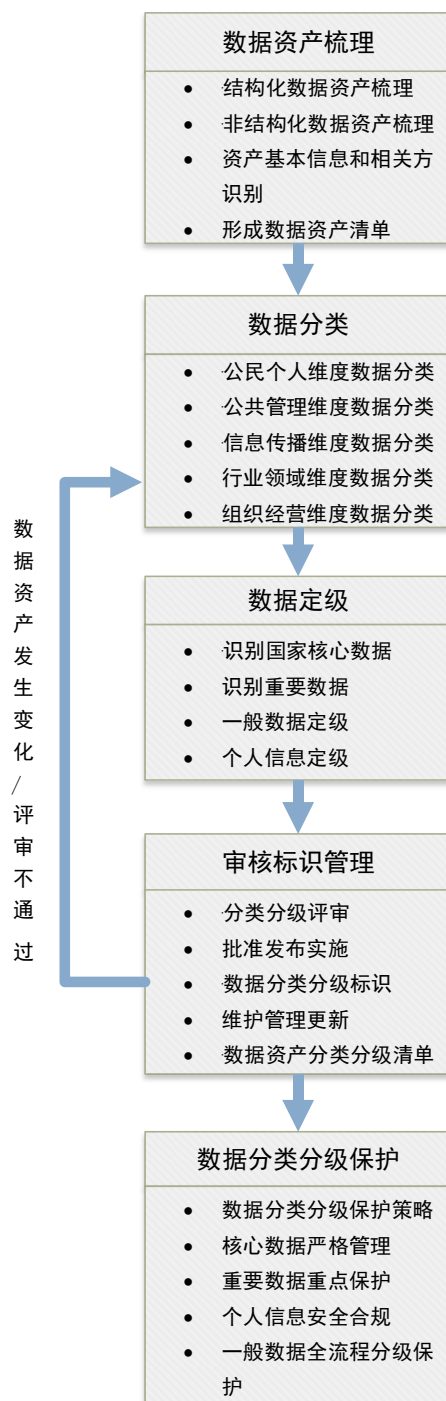 数据资产梳理
• 结构化数据资产梳理
• 非结构化数据资产梳理
• 资产基本信息和相关方
识别
• 形成数据资产清单
数据分类
• 公民个人维度数据分类
• 公共管理维度数据分类
• 信息传播维度数据分类
• 行业领域维度数据分类
• 组织经营维度数据分类
数据定级
• 识别国家核心数据
• 识别重要数据
• 一般数据定级
• 个人信息定级
审核标识管理
• 分类分级评审
• 批准发布实施
• 数据分类分级标识
• 维护管理更新
• 数据资产分类分级清单
数据分类分级保护
• 数据分类分级保护策略
• 核心数据严格管理
• 重要数据重点保护
• 个人信息安全合规
• 一般数据全流程分级保
护
数据资产发生变化/评审不通过